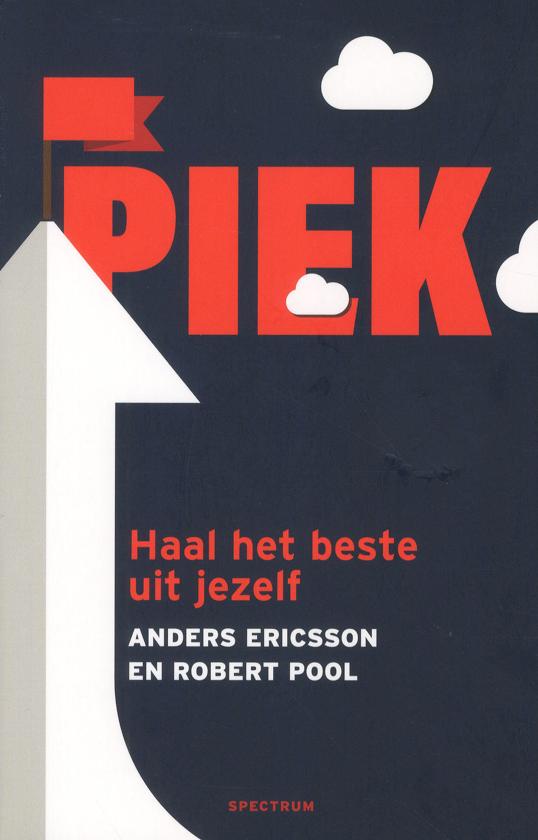 PIEK
Haal het beste
uit jezelf
ANDERS ERICSSON
EN ROBERT POOL
SPECTRUM